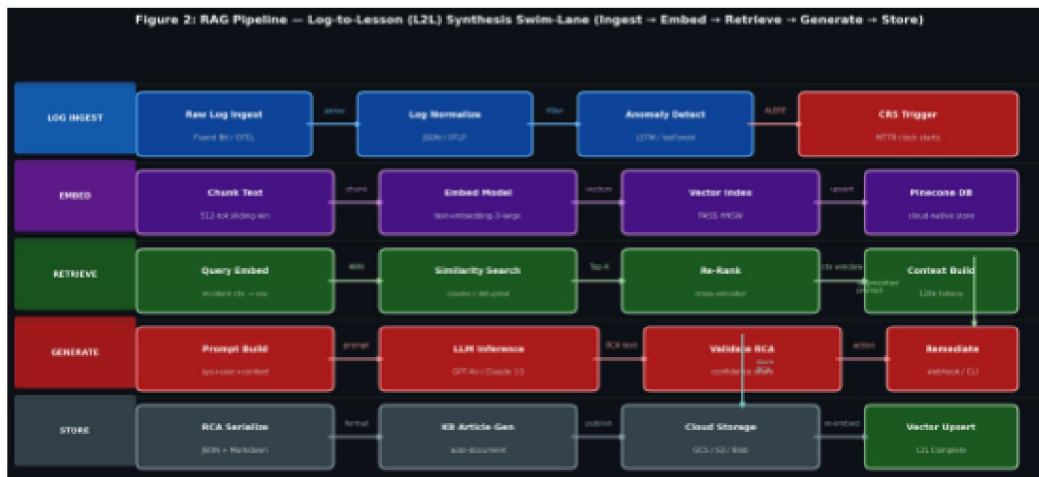 Figure 2: RAG Pipeline — Log-to-Lesson (L2L) Synthesis Swim-Lane (Ingest → Embed → Retrieve → Generate → Store)
LOG INGEST
Raw Log Ingest
Fluent Bit / OTEL
parse
Log Normalize
JSON / OTLP
filter
Anomaly Detect
LSTM / IsoForest
ALERT
CRS Trigger
MTTR clock starts
EMBED
Chunk Text
512-tok sliding win
chunk
Embed Model
text-embedding-3-large
vectors
Vector Index
FAISS HNSW
upsert
Pinecone DB
cloud-native store
RETRIEVE
Query Embed
incident ctx → vec
ANN
Similarity Search
cosine / dot-prod
Top-K
Re-Rank
cross-encoder
ctx window
Context Build
128k tokens
augmented
prompt
GENERATE
Prompt Build
sys+user+context
prompt
LLM Inference
GPT-4o / Claude 3.5
RCA text
Validate RCA
confidence
store
RCA
action
Remediate
webhook / CLI
STORE
RCA Serialize
JSON + Markdown
format
KB Article Gen
auto-document
publish
Cloud Storage
GCS / S3 / Blob
re-embed
Vector Upsert
L2L Complete